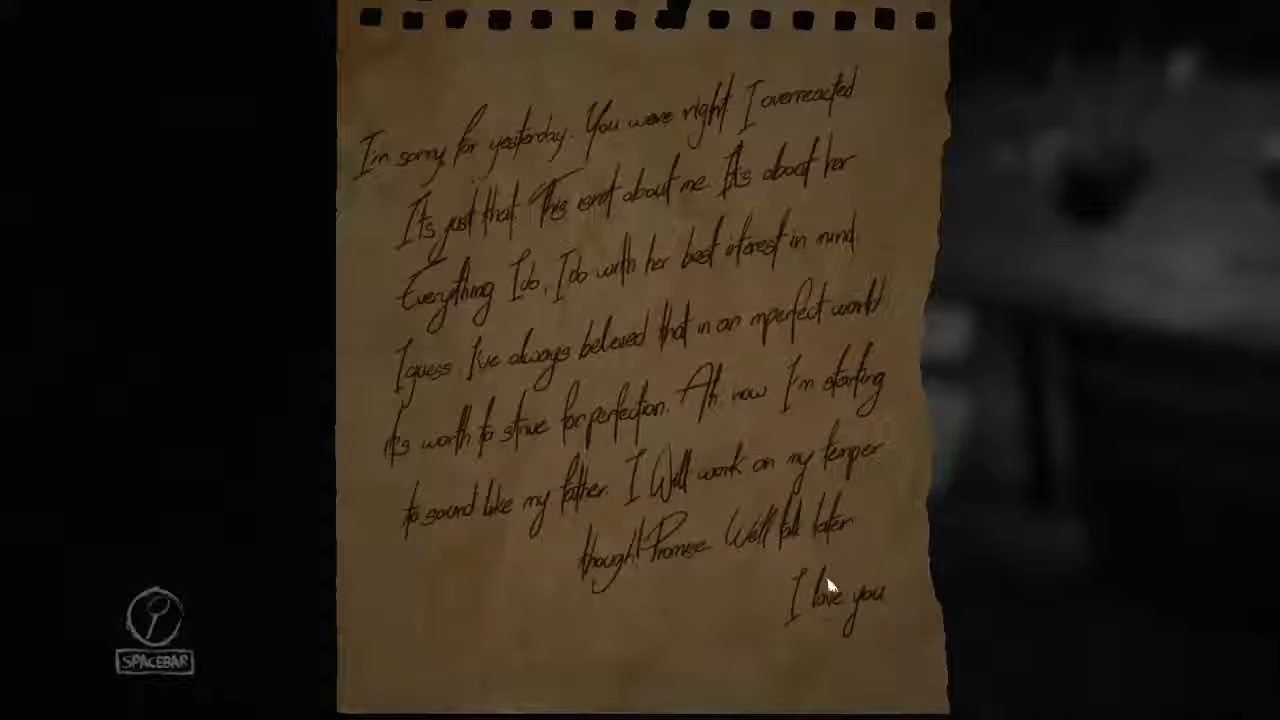 I'm sorry for yesterday. You were right. I overreacted.
It's just that. This isn't about me. It's about her
Everything I do, I do with her best interest in mind.
I guess. I've always believed that in an imperfect world
it's worth to strive for perfection. Ah, now I'm starting
to sound like my father. I Will work on my temper
thought. Promise. We'll talk later.
I love you
SPACEBAR